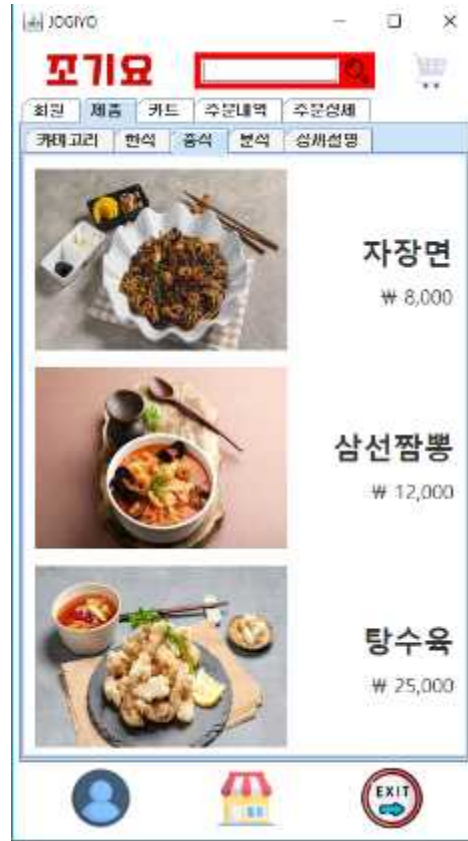 JOGIYO
꼬기요
회원 제품 카트 주문내역 주문상세
카테고리 한식 중식 분식 상세설명
자장면
₩ 8,000
삼선짬뽕
₩ 12,000
탕수육
₩ 25,000
EXIT